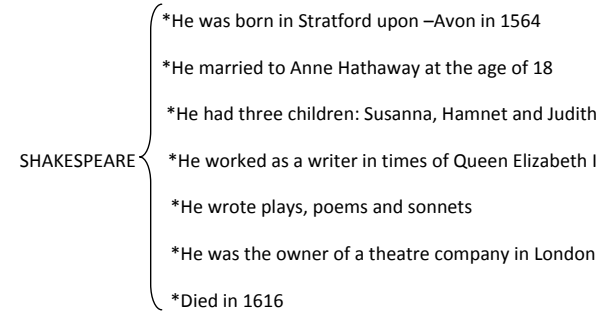 *He was born in Stratford upon –Avon in 1564
*He married to Anne Hathaway at the age of 18
*He had three children: Susanna, Hamnet and Judith
SHAKESPEARE *He worked as a writer in times of Queen Elizabeth I
*He wrote plays, poems and sonnets
*He was the owner of a theatre company in London
*Died in 1616